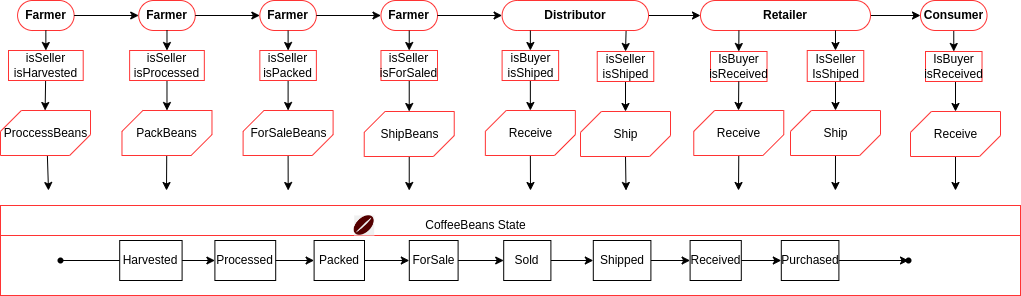 Farmer
Farmer
Farmer
Farmer
Distributor
Retailer
Consumer
isSeller
isHarvested
isSeller
isProcessed
isSeller
isPacked
isSeller
isForSaled
isBuyer
isShiped
isSeller
isShiped
IsBuyer
isReceived
isSeller
IsShiped
IsBuyer
isReceived
ProccessBeans
PackBeans
ForSaleBeans
ShipBeans
Receive
Ship
Receive
Ship
Receive
CoffeeBeans State
Harvested
Processed
Packed
ForSale
Sold
Shipped
Received
Purchased